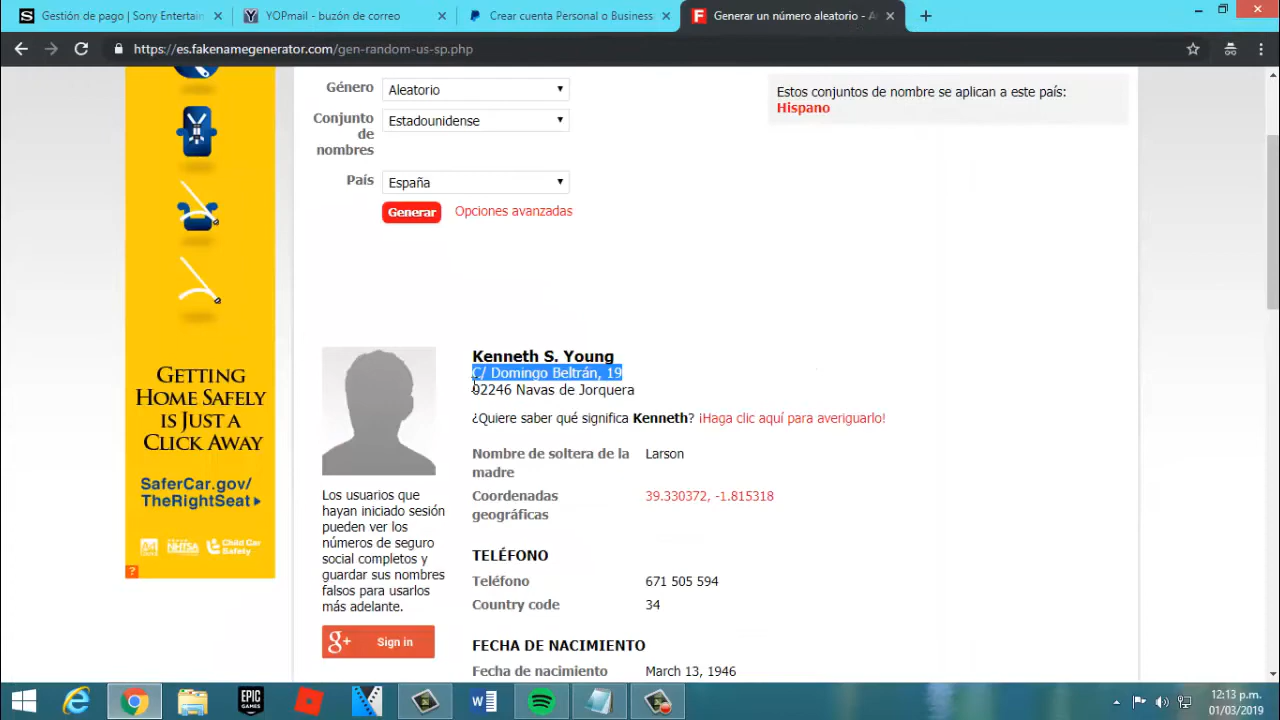 Gestión de pago | Sony Entertain
YOPmail - buzón de correo
Crear cuenta Personal o Business
Generar un número aleatorio - A
https://es.fakenamegenerator.com/gen-random-us-sp.php
Género
Aleatorio
Conjunto
de
nombres
Estadounidense
País
España
Generar
Opciones avanzadas
Estos conjuntos de nombre se aplican a este país:
Hispano
GETTING
HOME SAFELY
IS JUST A
CLICK AWAY
SaferCar.gov/
TheRightSeat
NHTSA
Child Car
Safety
?
Kenneth S. Young
C/ Domingo Beltrán, 19
02246 Navas de Jorquera
¿Quiere saber qué significa Kenneth? ¡Haga clic aquí para averiguarlo!
Nombre de soltera de la
madre
Larson
Coordenadas
geográficas
39.330372, -1.815318
Los usuarios que
hayan iniciado sesión
pueden ver los
números de seguro
social completos y
guardar sus nombres
falsos para usarlos
más adelante.
g+ Sign in
TELÉFONO
Teléfono
671 505 594
Country code
34
FECHA DE NACIMIENTO
Fecha de nacimiento
March 13, 1946
EPIC
GAMES
12:13 p.m.
01/03/2019